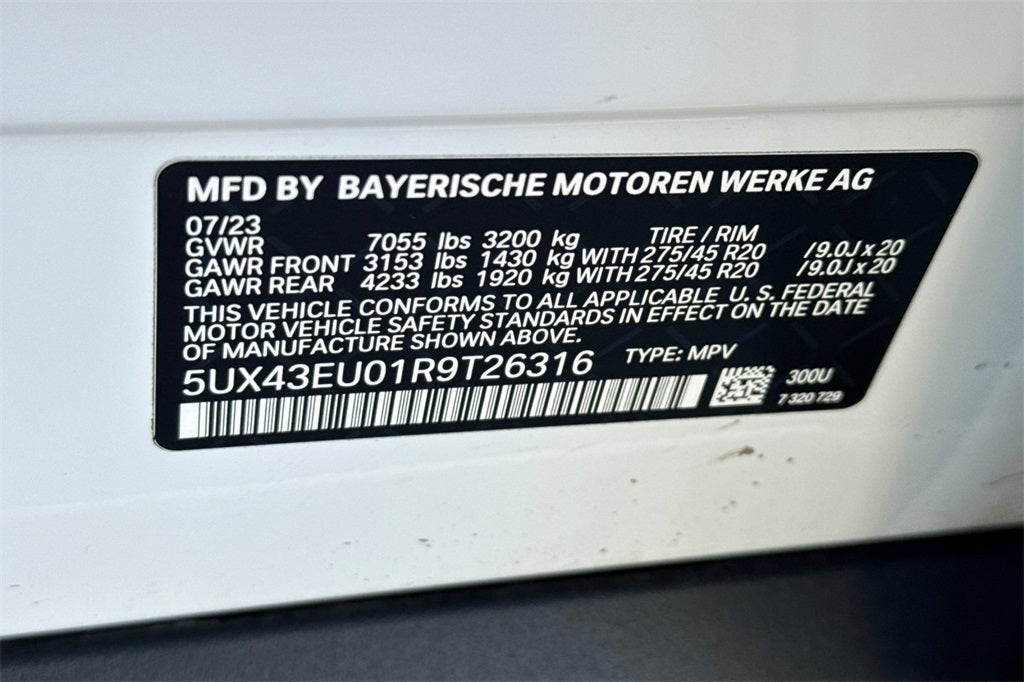 MFD BY BAYERISCHE MOTOREN WERKE AG
07/23
GVWR 7055 lbs 3200 kg TIRE / RIM
GAWR FRONT 3153 lbs 1430 kg WITH 275/45 R20 /9.0J x 20
GAWR REAR 4233 lbs 1920 kg WITH 275/45 R20 /9.0J x 20
THIS VEHICLE CONFORMS TO ALL APPLICABLE U. S. FEDERAL
MOTOR VEHICLE SAFETY STANDARDS IN EFFECT ON THE DATE
OF MANUFACTURE SHOWN ABOVE.
5UX43EU01R9T26316 TYPE: MPV
300U
7 320 729